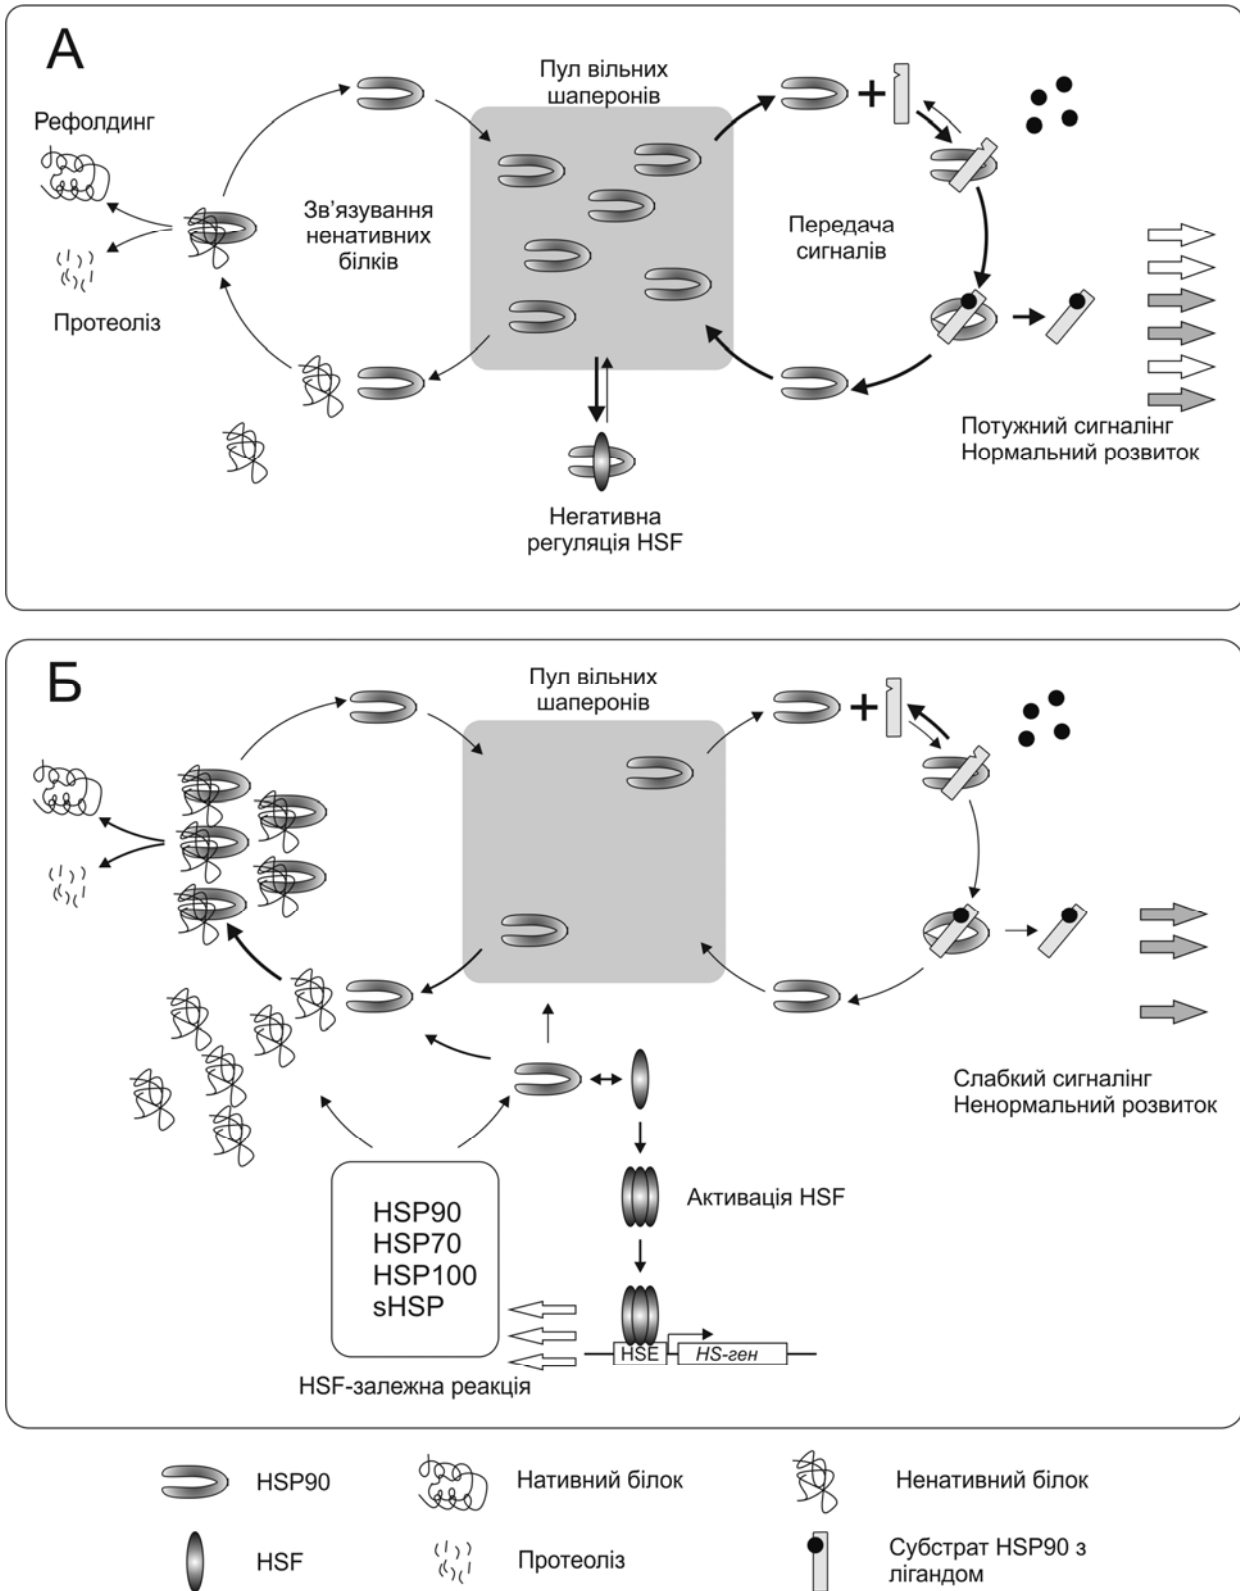 А
Пул вільних
шаперонів
Рефолдинг
Зв’язування
ненативних
білків
Передача
сигналів
Протеоліз
Потужний сигналінг
Нормальний розвиток
Негативна
регуляція HSF
Б
Пул вільних
шаперонів
Слабкий сигналінг
Ненормальний розвиток
HSP90
HSP70
HSP100
sHSP
Активація HSF
HSE
HS-ген
HSF-залежна реакція
HSP90
Нативний білок
Ненативний білок
HSF
Протеоліз
Субстрат HSP90 з
лігандом